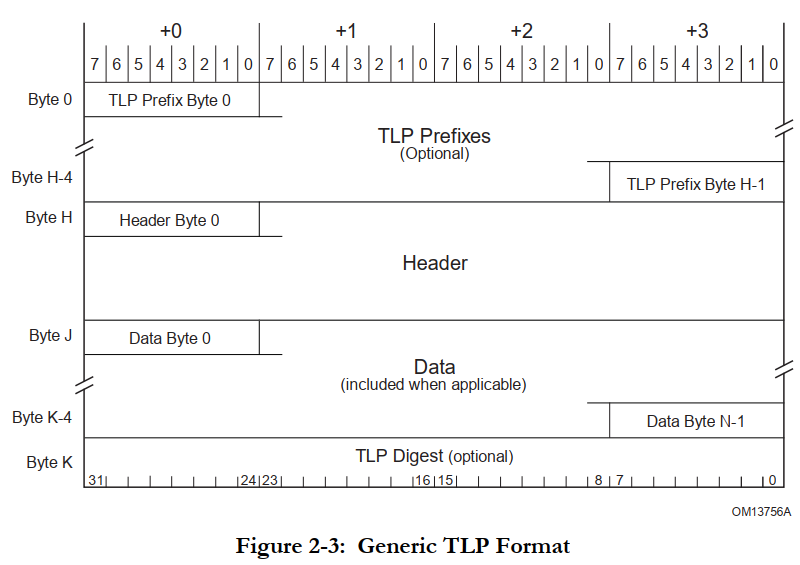 +0 +1 +2 +3
7 6 5 4 3 2 1 0 7 6 5 4 3 2 1 0 7 6 5 4 3 2 1 0 7 6 5 4 3 2 1 0
Byte 0 TLP Prefix Byte 0
TLP Prefixes
(Optional)
Byte H-4 TLP Prefix Byte H-1
Byte H Header Byte 0
Header
Byte J Data Byte 0
Data
(included when applicable)
Byte K-4 Data Byte N-1
TLP Digest (optional)
Byte K
31 24 23 16 15 8 7 0
OM13756A
Figure 2-3: Generic TLP Format